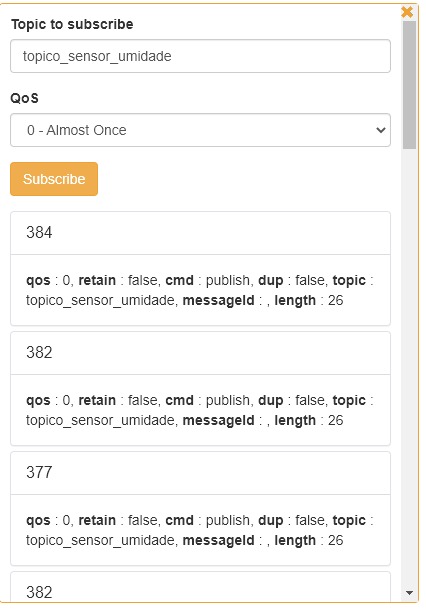 Topic to subscribe
topico_sensor_umidade
QoS
0 - Almost Once
Subscribe
384
qos : 0, retain : false, cmd : publish, dup : false, topic :
topico_sensor_umidade, messageId : , length : 26
382
qos : 0, retain : false, cmd : publish, dup : false, topic :
topico_sensor_umidade, messageId : , length : 26
377
qos : 0, retain : false, cmd : publish, dup : false, topic :
topico_sensor_umidade, messageId : , length : 26
382